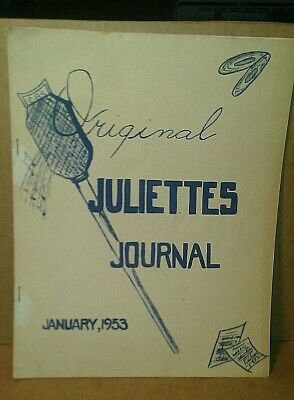 Original
JULIETTES
JOURNAL
JANUARY, 1953